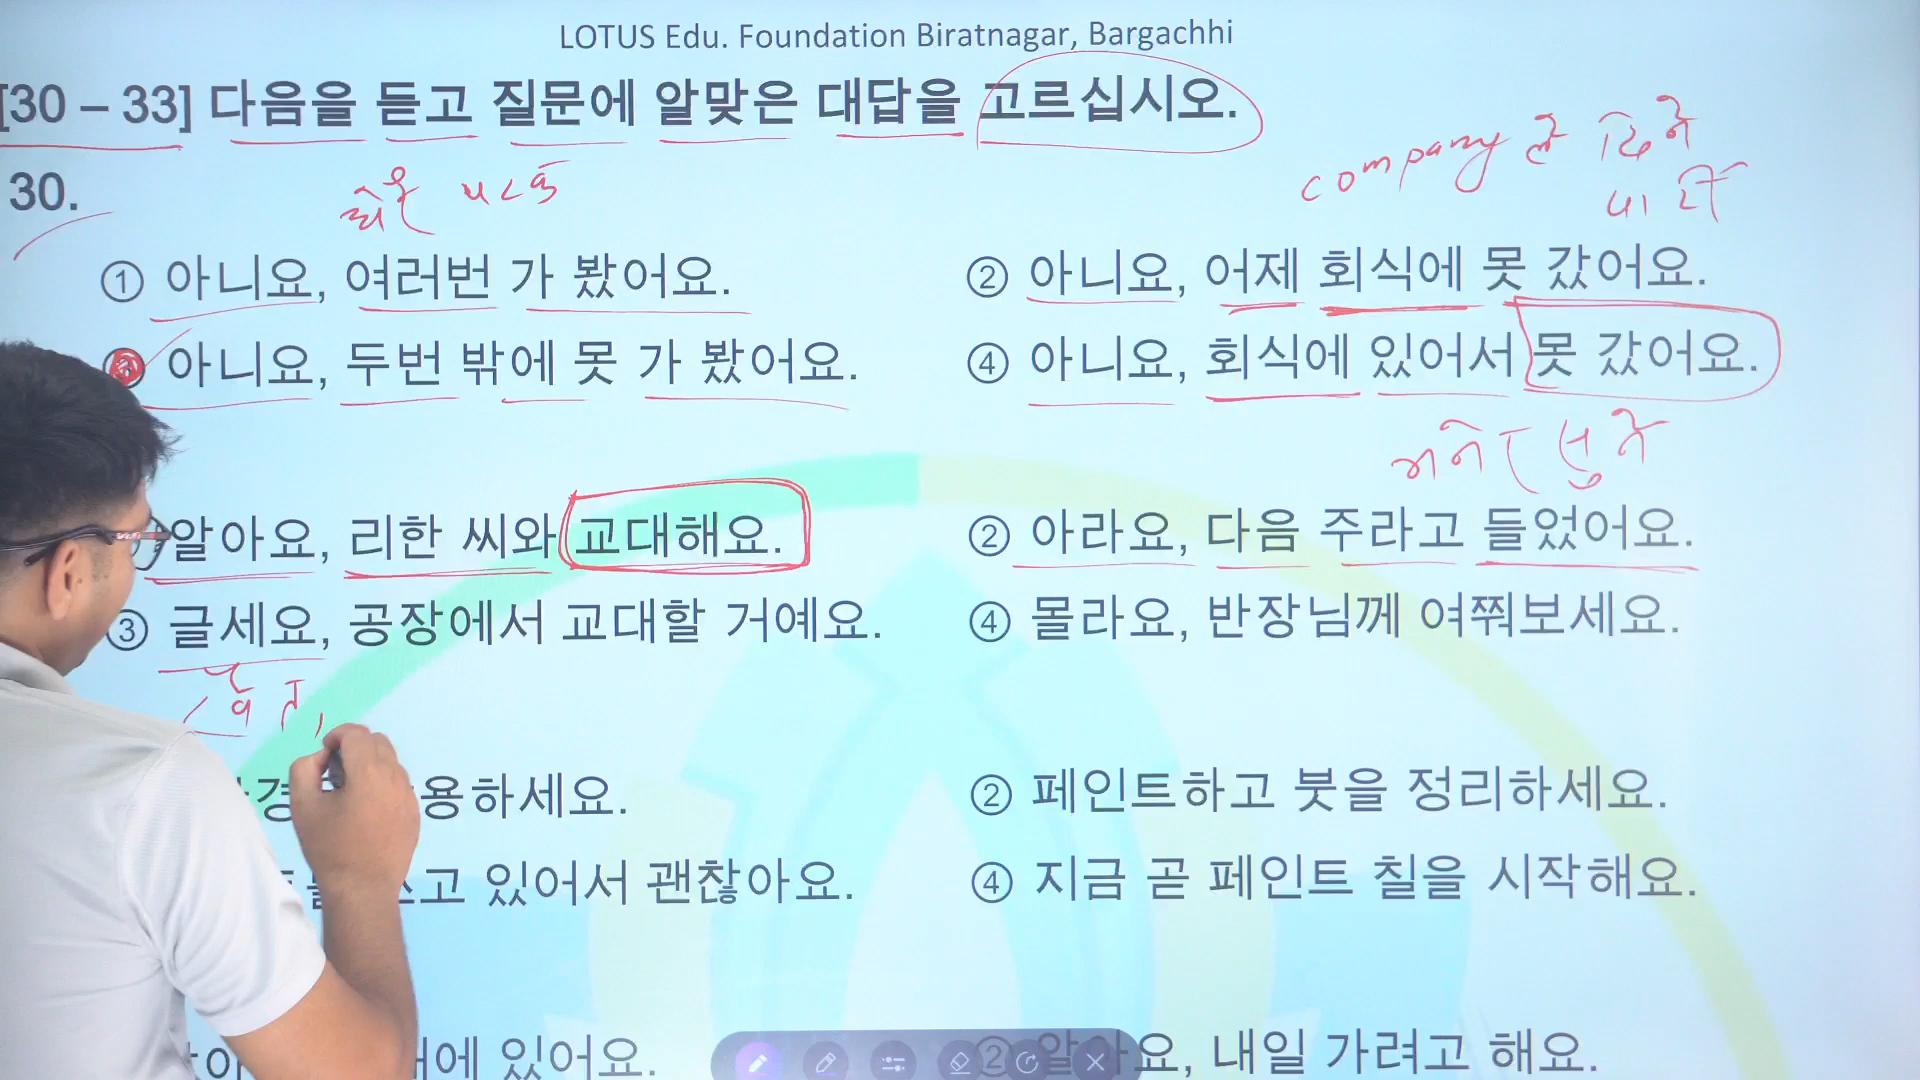 LOTUS Edu. Foundation Biratnagar, Bargachhi
[30 – 33] 다음을 듣고 질문에 알맞은 대답을 고르십시오.
company ले दिने
पार्टी
30.
① 아니요, 여러번 가 봤어요.
② 아니요, 어제 회식에 못 갔어요.
아니요, 두번 밖에 못 가 봤어요.
④ 아니요, 회식에 있어서 못 갔어요.
알아요, 리한 씨와 교대해요.
② 아라요, 다음 주라고 들었어요.
③ 글세요, 공장에서 교대할 거예요.
④ 몰라요, 반장님께 여쭤보세요.
용하세요.
② 페인트하고 붓을 정리하세요.
고 있어서 괜찮아요.
④ 지금 곧 페인트 칠을 시작해요.
에 있어요.
② 알아요, 내일 가려고 해요.